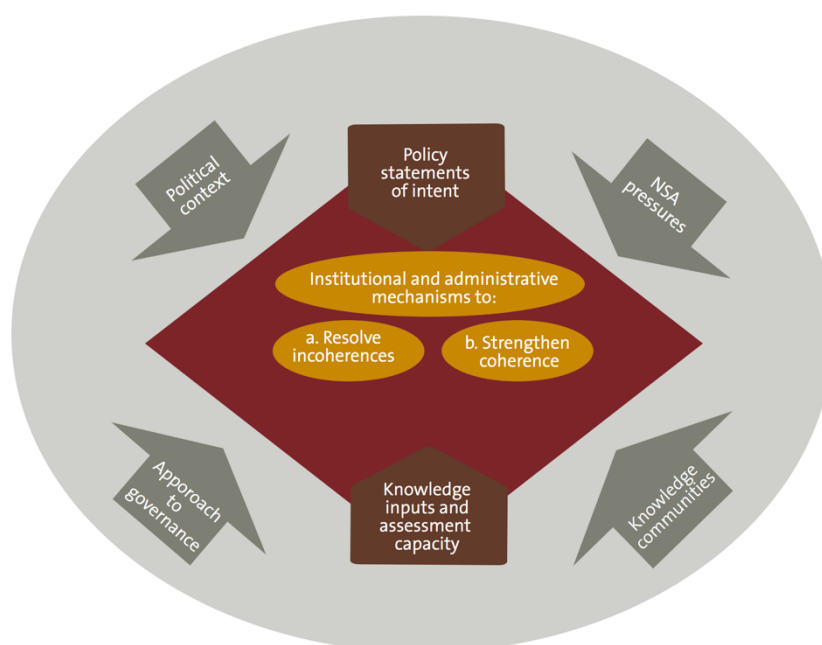 Political
context
Policy
statements
of intent
NSA
pressures
Institutional and administrative
mechanisms to:
a. Resolve
incoherences
b. Strengthen
coherence
Apporoach
to
governance
Knowledge
inputs and
assessment
capacity
Knowledge
communities